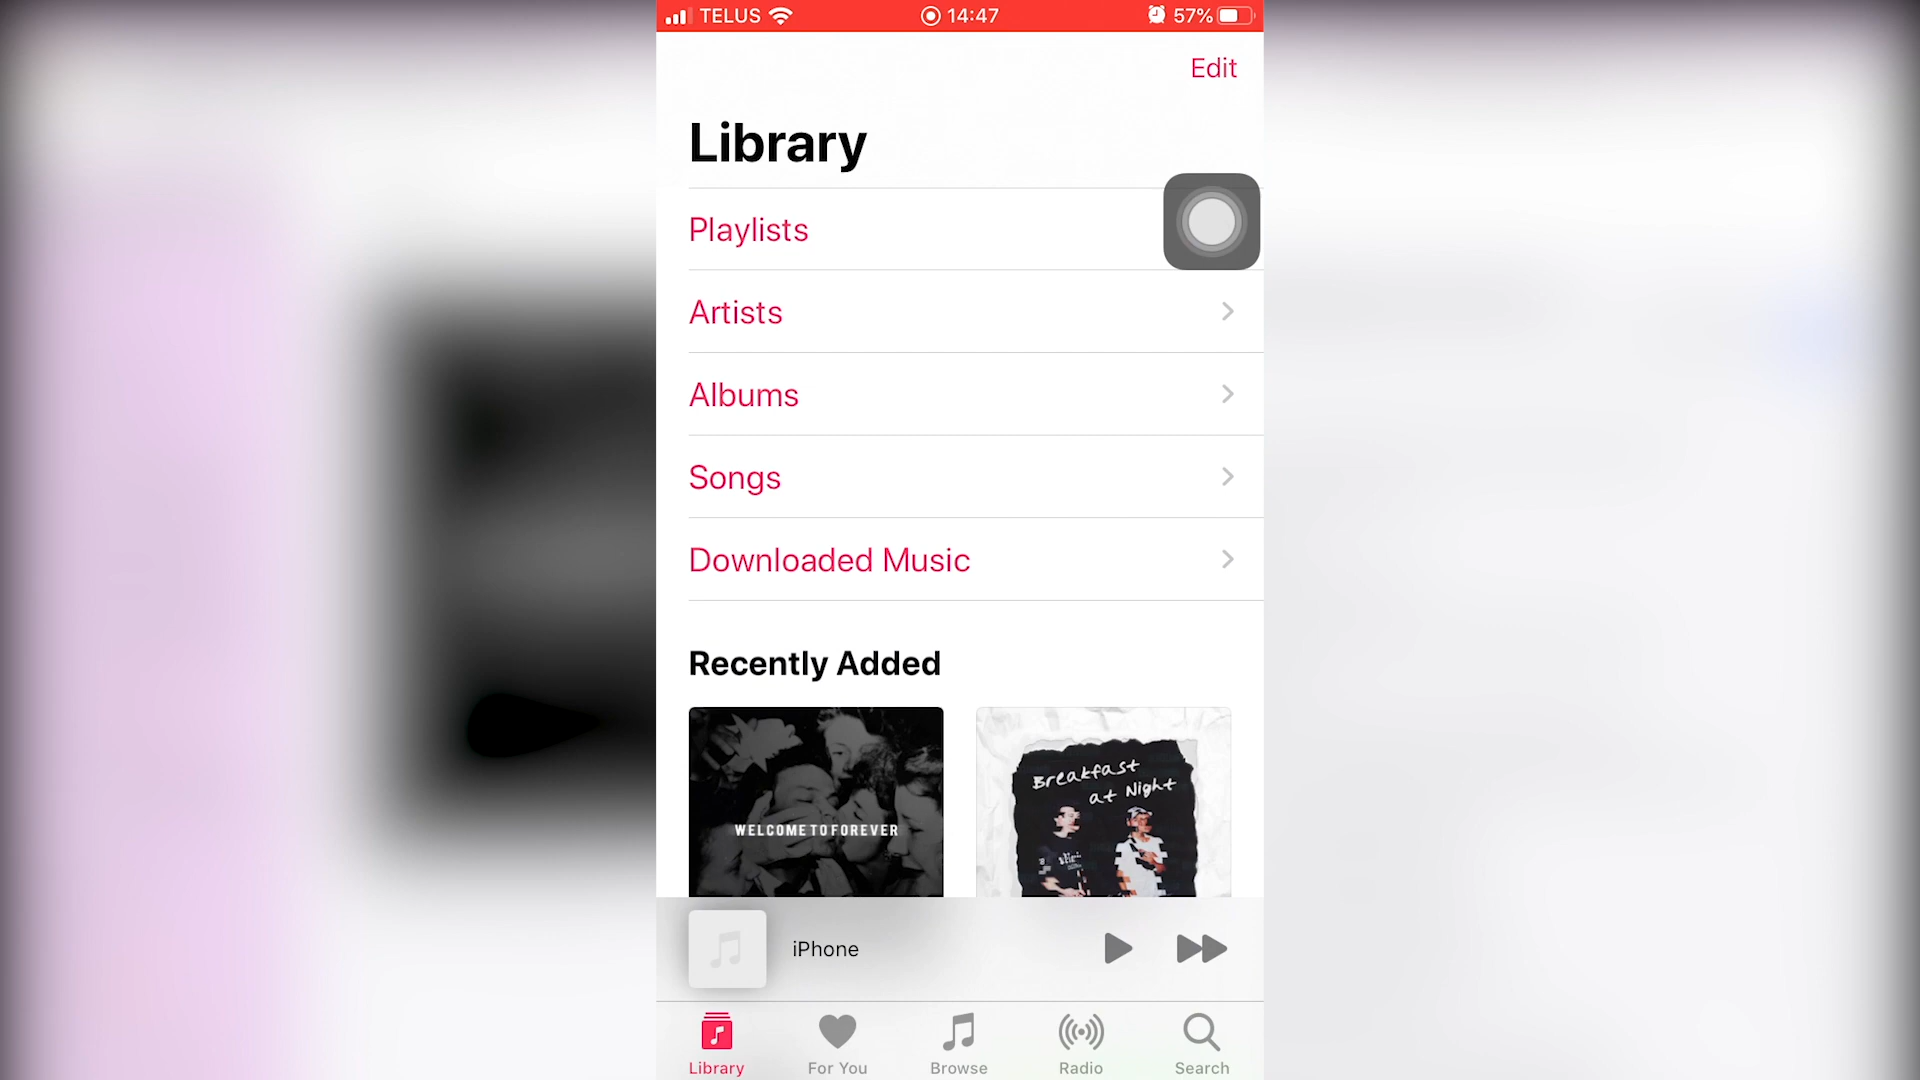 TELUS 14:47 57%
Edit
Library
Playlists
Artists
Albums
Songs
Downloaded Music
Recently Added
WELCOME TO FOREVER
Breakfast
at Night
iPhone
Library For You Browse Radio Search